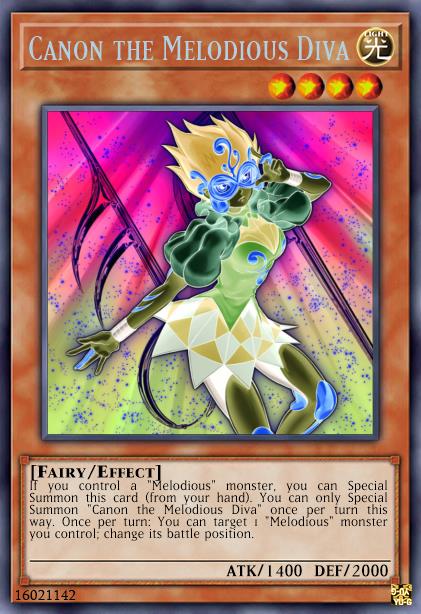 CANON THE MELODIOUS DIVA
LIGHT
光
[FAIRY/EFFECT]
If you control a "Melodious" monster, you can Special
Summon this card (from your hand). You can only Special
Summon "Canon the Melodious Diva" once per turn this
way. Once per turn: You can target 1 "Melodious" monster
you control; change its battle position.
ATK/1400 DEF/2000
16021142